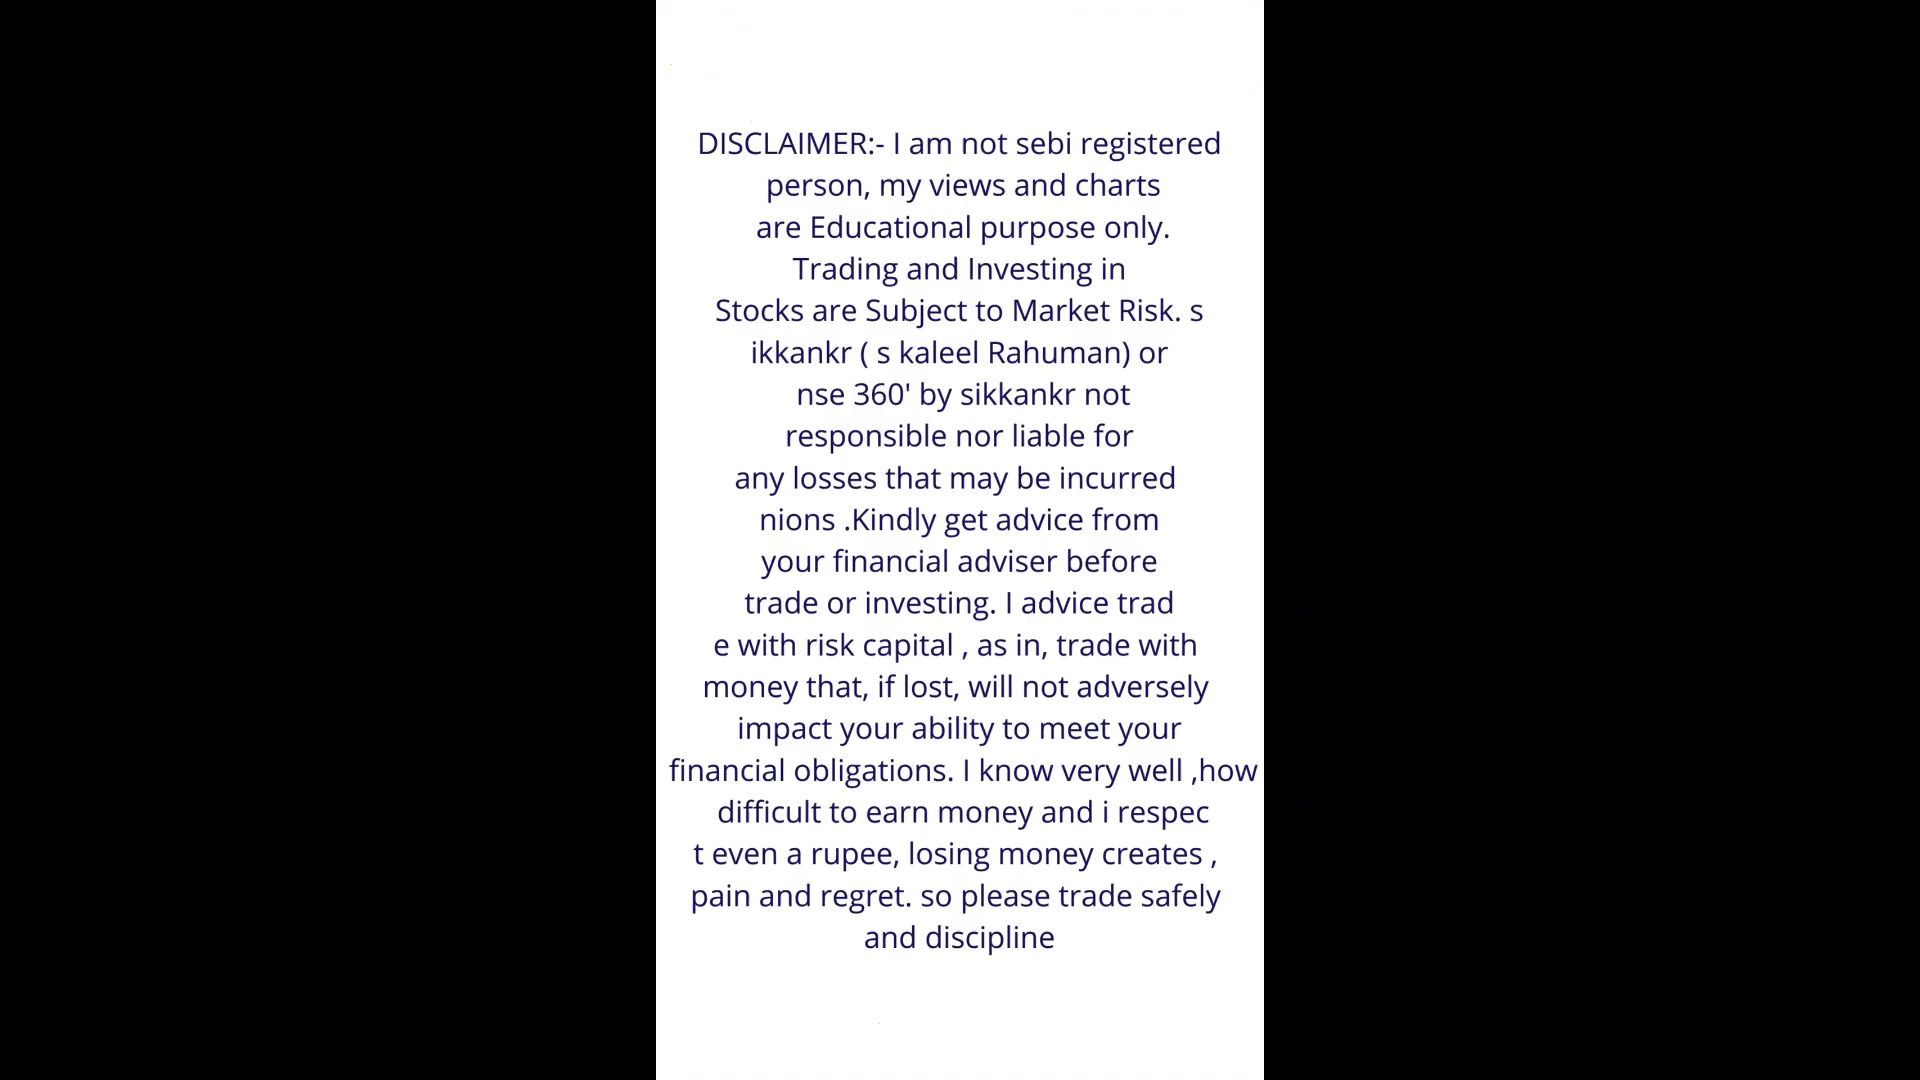 DISCLAIMER:- I am not sebi registered
person, my views and charts
are Educational purpose only.
Trading and Investing in
Stocks are Subject to Market Risk. s
ikkankr ( s kaleel Rahuman) or
nse 360' by sikkankr not
responsible nor liable for
any losses that may be incurred
nions .Kindly get advice from
your financial adviser before
trade or investing. I advice trad
e with risk capital , as in, trade with
money that, if lost, will not adversely
impact your ability to meet your
financial obligations. I know very well ,how
difficult to earn money and i respec
t even a rupee, losing money creates ,
pain and regret. so please trade safely
and discipline